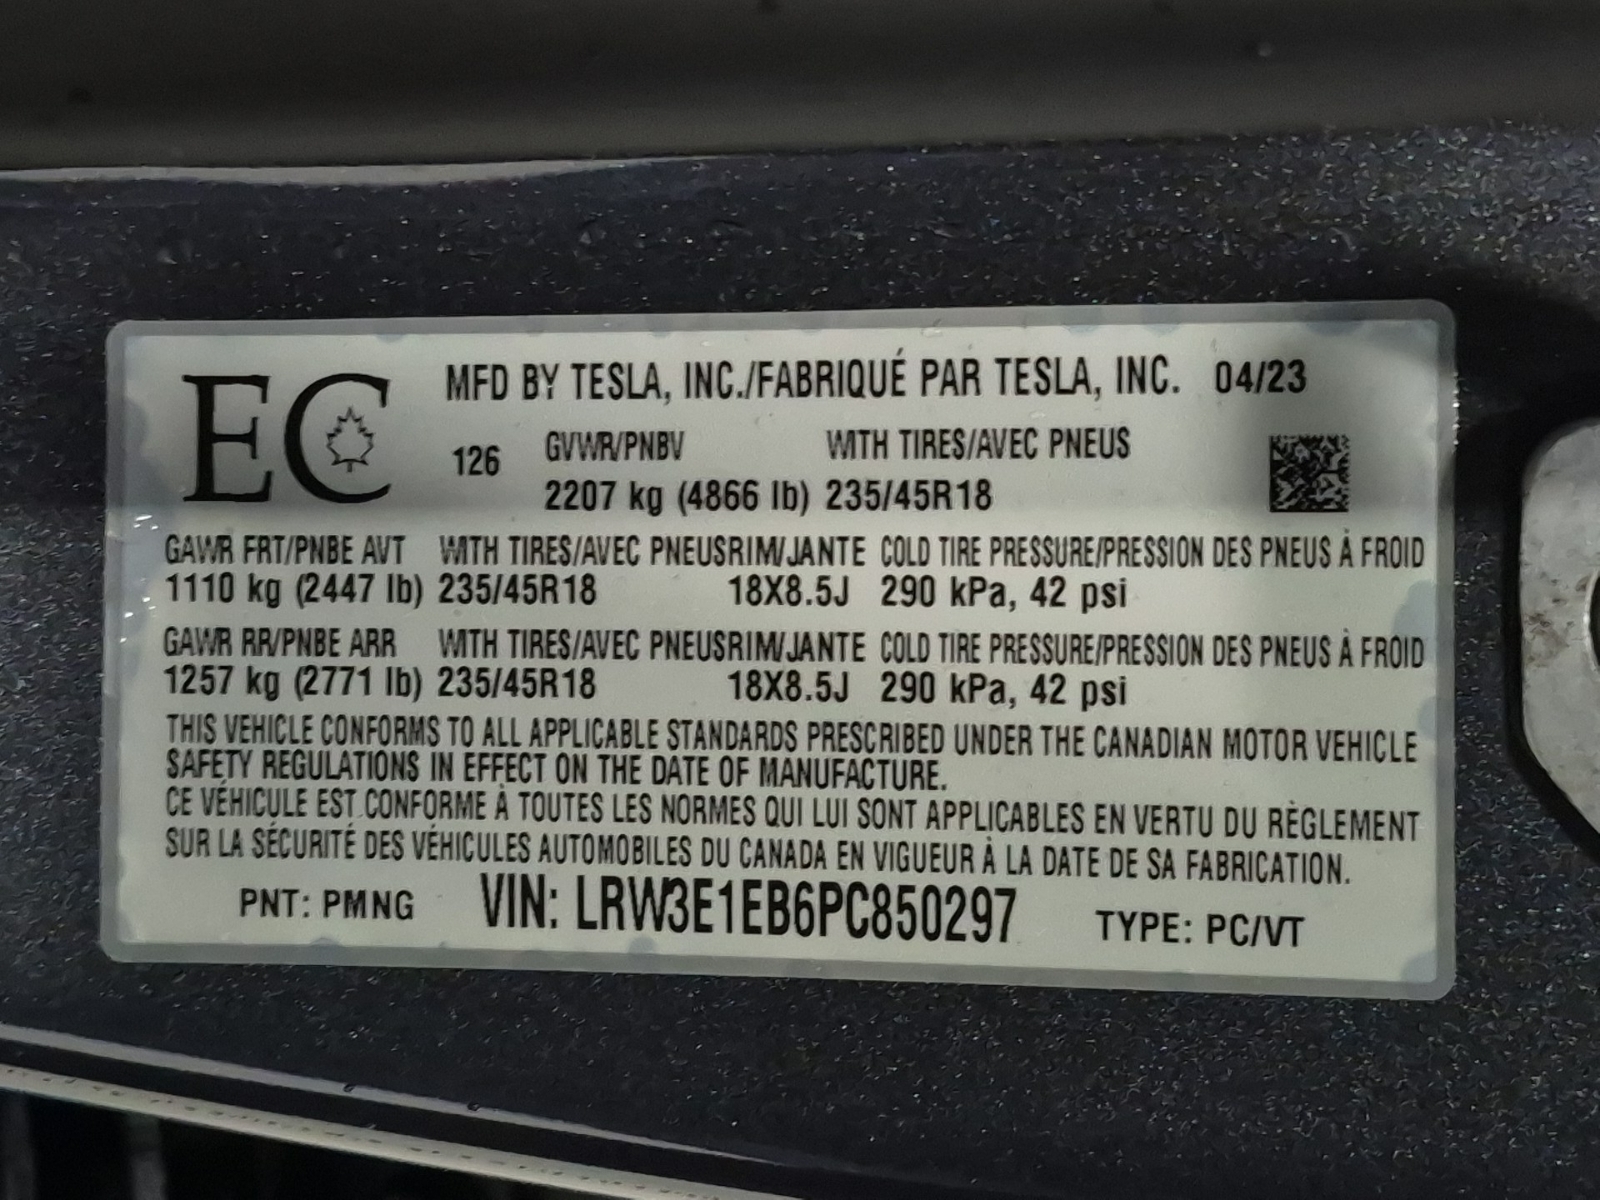 EC MFD BY TESLA, INC./FABRIQUÉ PAR TESLA, INC. 04/23
126 GVWR/PNBV WITH TIRES/AVEC PNEUS
2207 kg (4866 lb) 235/45R18
GAWR FRT/PNBE AVT WITH TIRES/AVEC PNEUS RIM/JANTE COLD TIRE PRESSURE/PRESSION DES PNEUS À FROID
1110 kg (2447 lb) 235/45R18 18X8.5J 290 kPa, 42 psi
GAWR RR/PNBE ARR WITH TIRES/AVEC PNEUS RIM/JANTE COLD TIRE PRESSURE/PRESSION DES PNEUS À FROID
1257 kg (2771 lb) 235/45R18 18X8.5J 290 kPa, 42 psi
THIS VEHICLE CONFORMS TO ALL APPLICABLE STANDARDS PRESCRIBED UNDER THE CANADIAN MOTOR VEHICLE
SAFETY REGULATIONS IN EFFECT ON THE DATE OF MANUFACTURE.
CE VÉHICULE EST CONFORME À TOUTES LES NORMES QUI LUI SONT APPLICABLES EN VERTU DU RÈGLEMENT
SUR LA SÉCURITÉ DES VÉHICULES AUTOMOBILES DU CANADA EN VIGUEUR À LA DATE DE SA FABRICATION.
PNT: PMNG VIN: LRW3E1EB6PC850297 TYPE: PC/VT